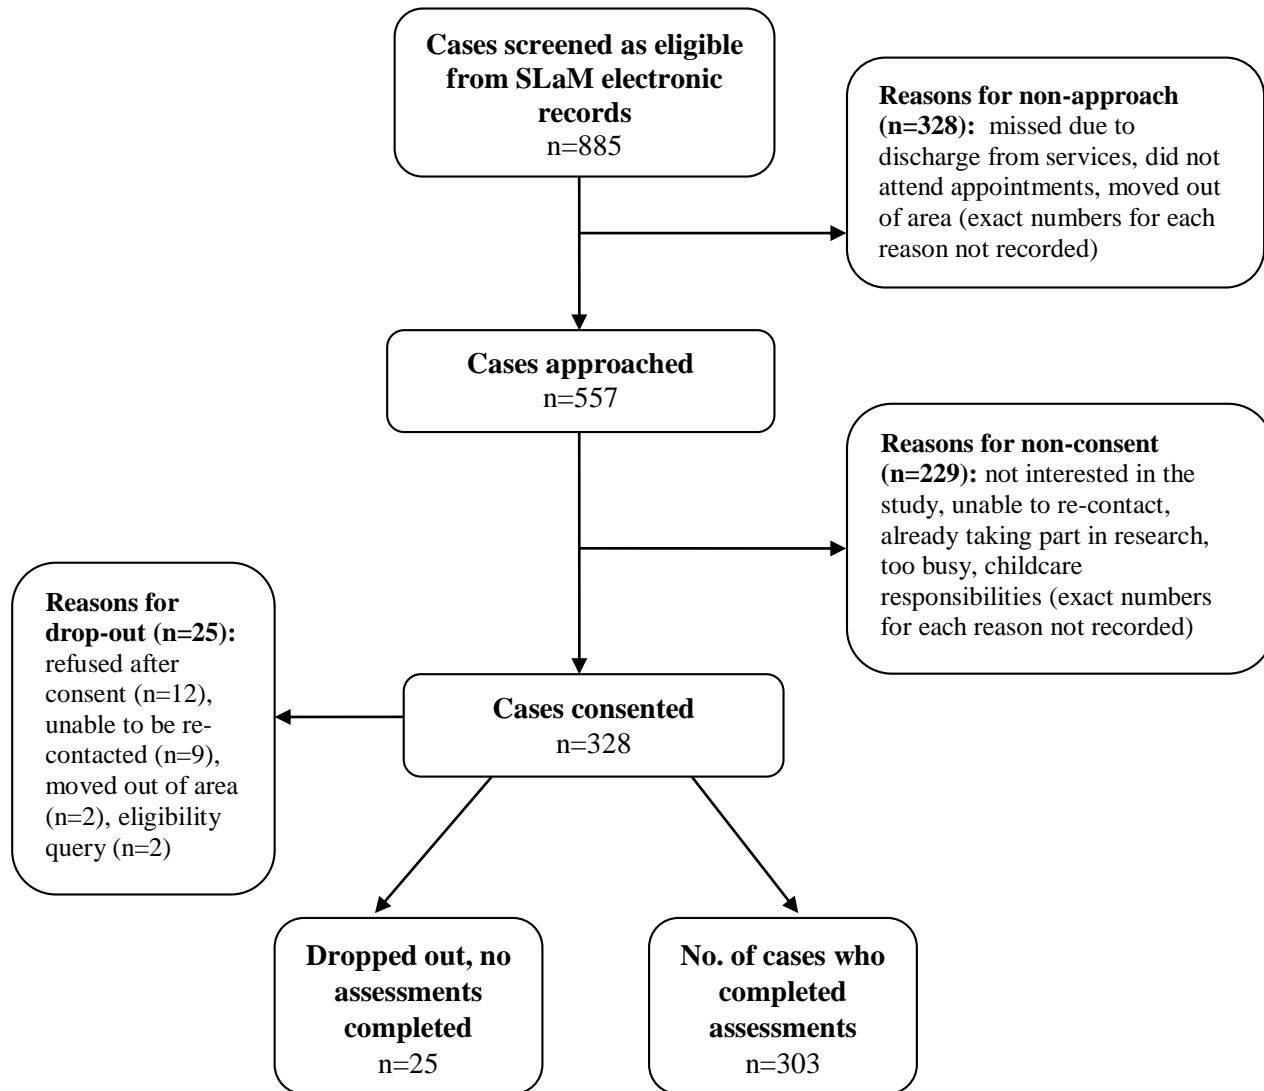 Cases screened as eligible
from SLaM electronic
records
n=885
Reasons for non-approach
(n=328): missed due to
discharge from services, did not
attend appointments, moved out
of area (exact numbers for each
reason not recorded)
Cases approached
n=557
Reasons for non-consent
(n=229): not interested in the
study, unable to re-contact,
already taking part in research,
too busy, childcare
responsibilities (exact numbers
for each reason not recorded)
Reasons for
drop-out (n=25):
refused after
consent (n=12),
unable to be re-
contacted (n=9),
moved out of area
(n=2), eligibility
query (n=2)
Cases consented
n=328
Dropped out, no
assessments
completed
n=25
No. of cases who
completed
assessments
n=303